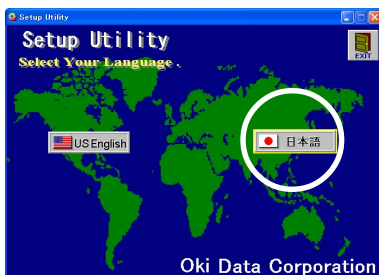 Setup Utility
Setup Utility
EXIT
Select Your Language .
US English
日本語
Oki Data Corporation